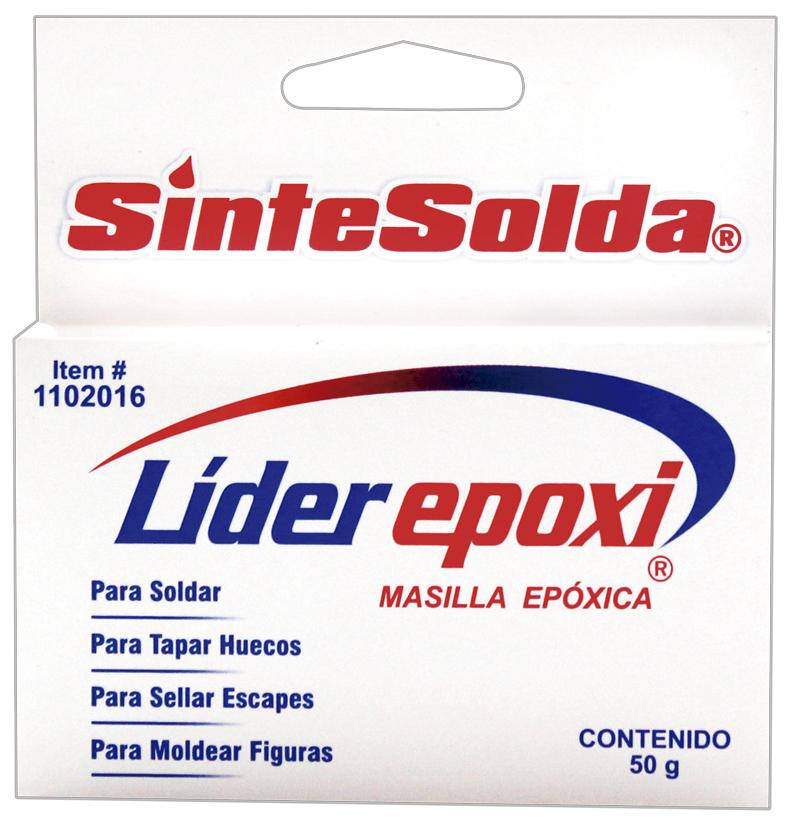 SinteSolda®
Item #
1102016
Líder epoxi®
MASILLA EPÓXICA
Para Soldar
Para Tapar Huecos
Para Sellar Escapes
Para Moldear Figuras
CONTENIDO
50 g